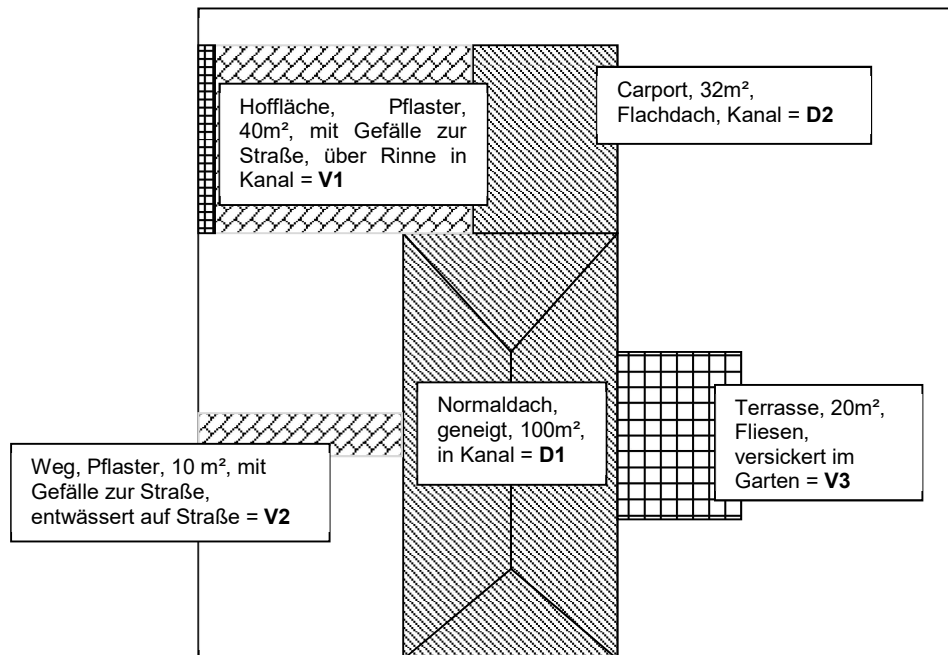 Hoffläche, Pflaster,
40m², mit Gefälle zur
Straße, über Rinne in
Kanal = V1
Carport, 32m²,
Flachdach, Kanal = D2
Normaldach,
geneigt, 100m²,
in Kanal = D1
Terrasse, 20m²,
Fliesen,
versickert im
Garten = V3
Weg, Pflaster, 10 m², mit
Gefälle zur Straße,
entwässert auf Straße = V2